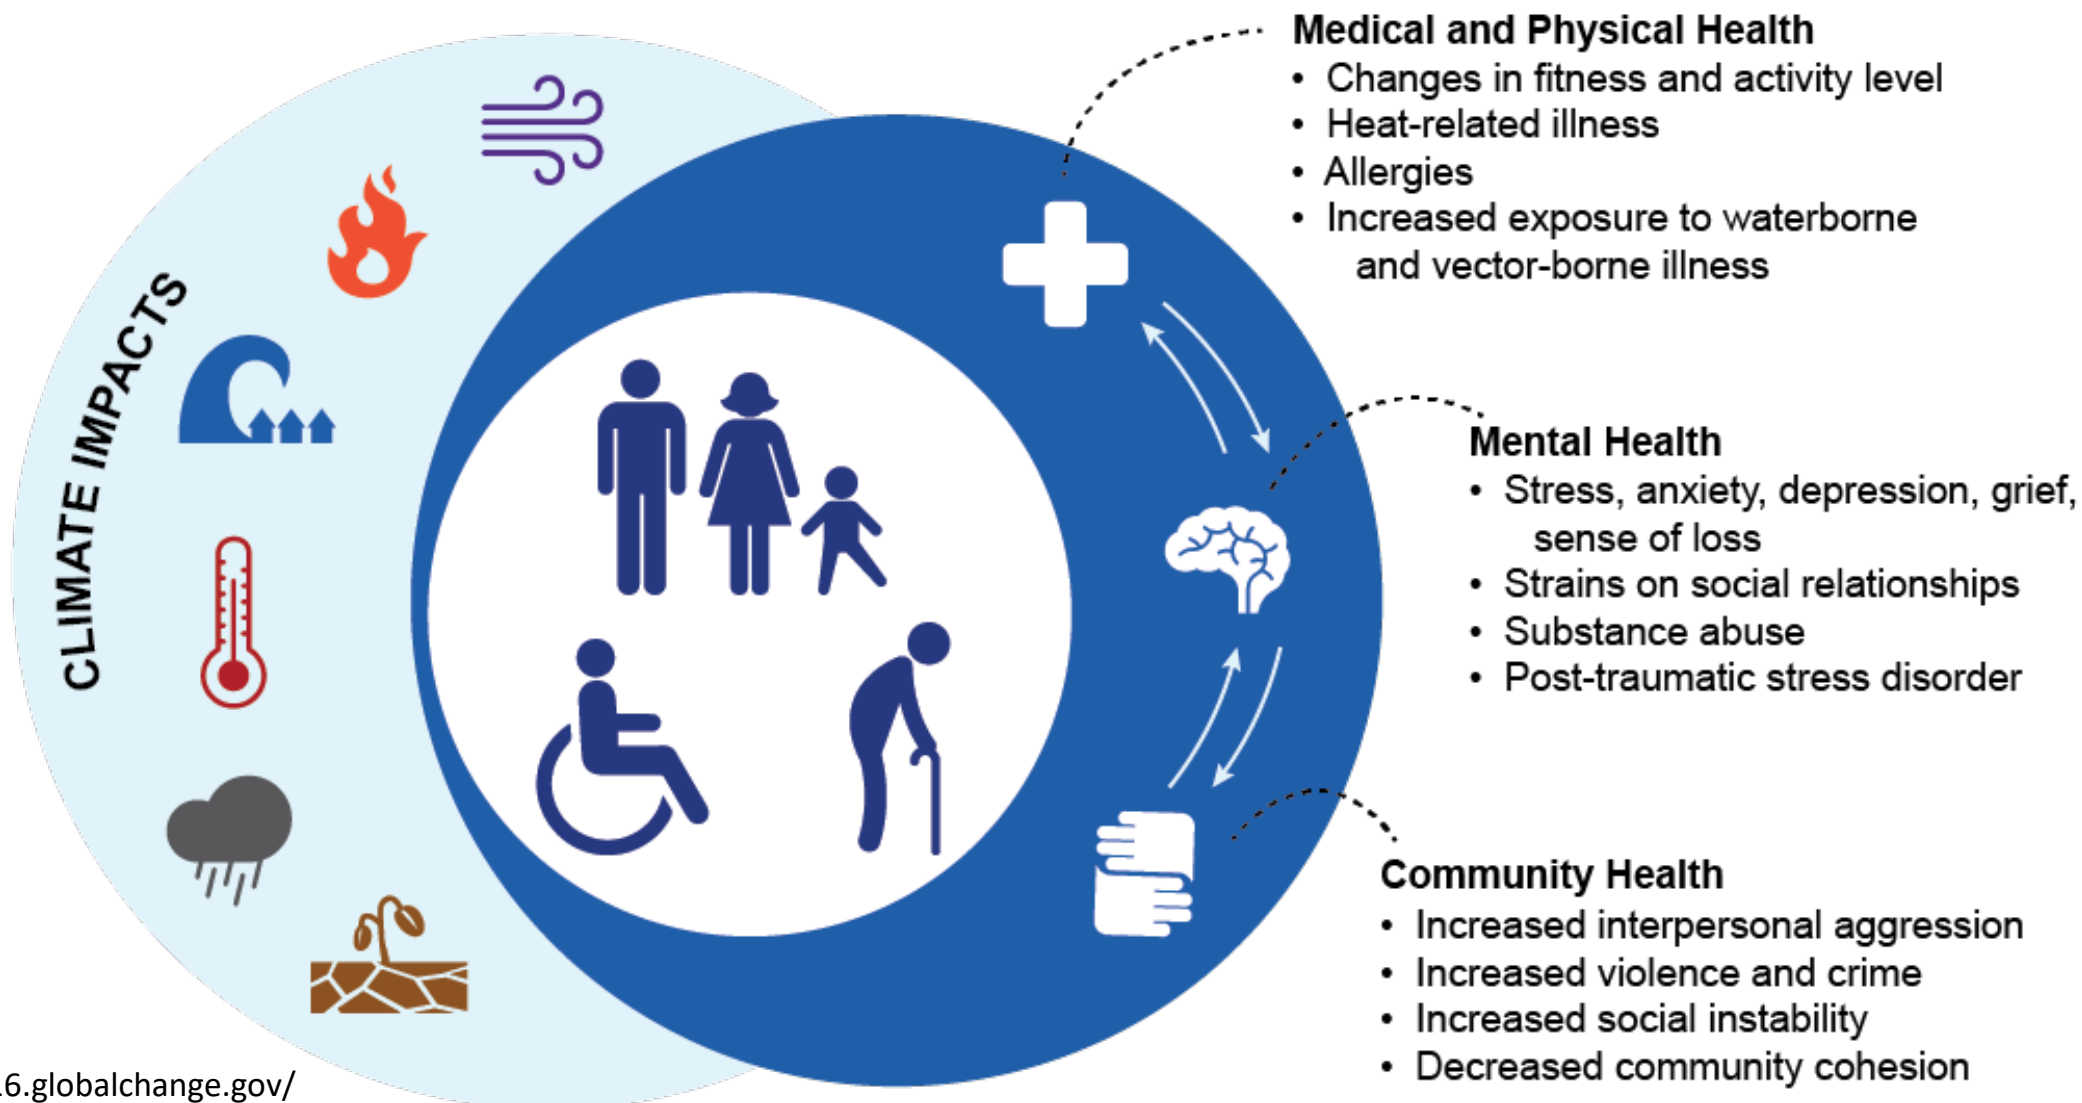 Medical and Physical Health
• Changes in fitness and activity level
• Heat-related illness
• Allergies
• Increased exposure to waterborne
and vector-borne illness
CLIMATE IMPACTS
Mental Health
• Stress, anxiety, depression, grief,
sense of loss
• Strains on social relationships
• Substance abuse
• Post-traumatic stress disorder
Community Health
• Increased interpersonal aggression
• Increased violence and crime
• Increased social instability
• Decreased community cohesion
6.globalchange.gov/